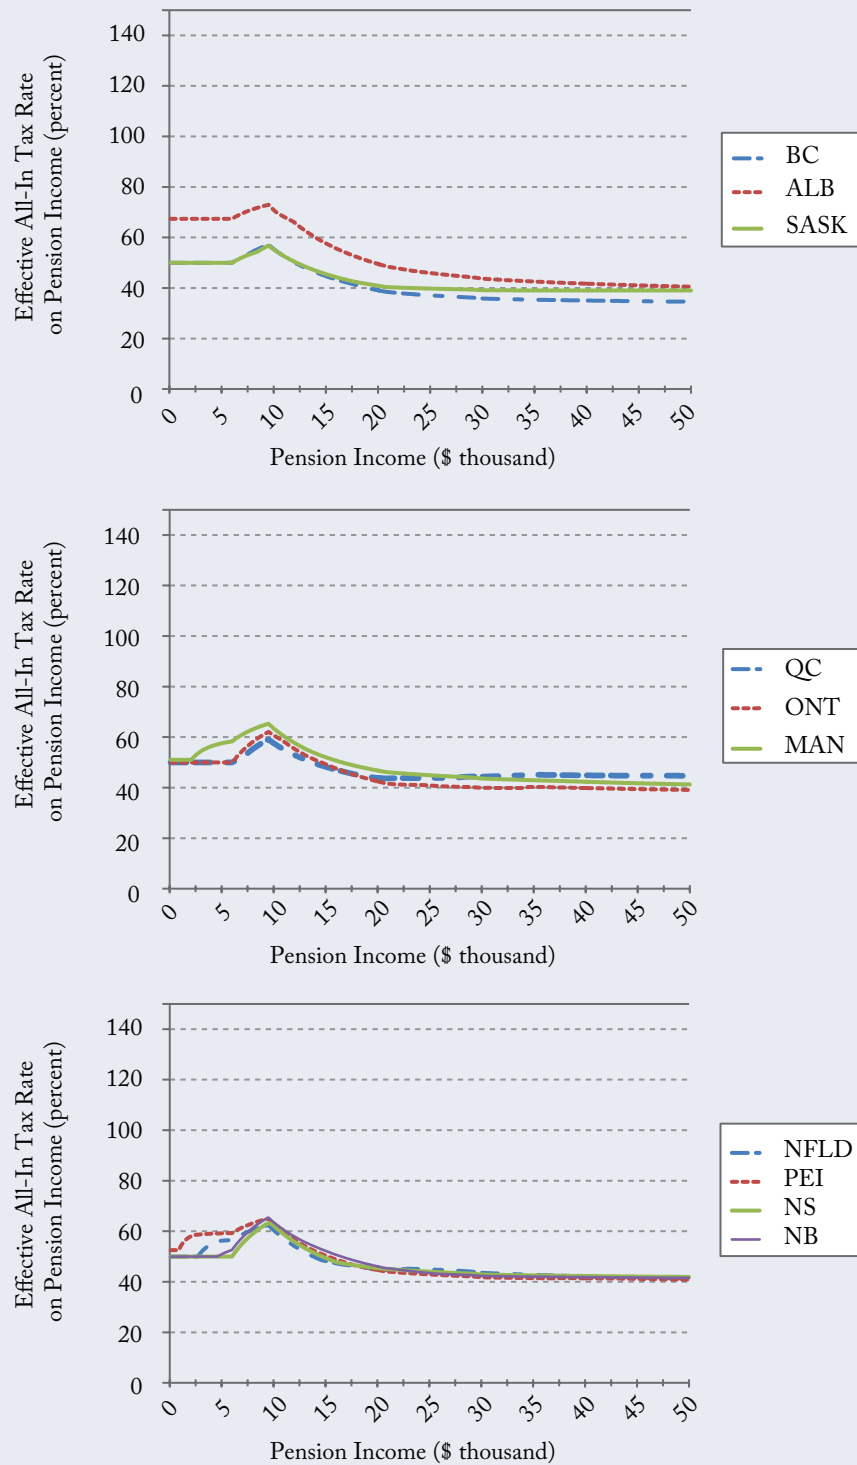 Effective All-In Tax Rate
on Pension Income (percent)
140
120
100
80
60
40
20
0
0 5 10 15 20 25 30 35 40 45 50
Pension Income ($ thousand)
BC
ALB
SASK
Effective All-In Tax Rate
on Pension Income (percent)
140
120
100
80
60
40
20
0
0 5 10 15 20 25 30 35 40 45 50
Pension Income ($ thousand)
QC
ONT
MAN
Effective All-In Tax Rate
on Pension Income (percent)
140
120
100
80
60
40
20
0
0 5 10 15 20 25 30 35 40 45 50
Pension Income ($ thousand)
NFLD
PEI
NS
NB